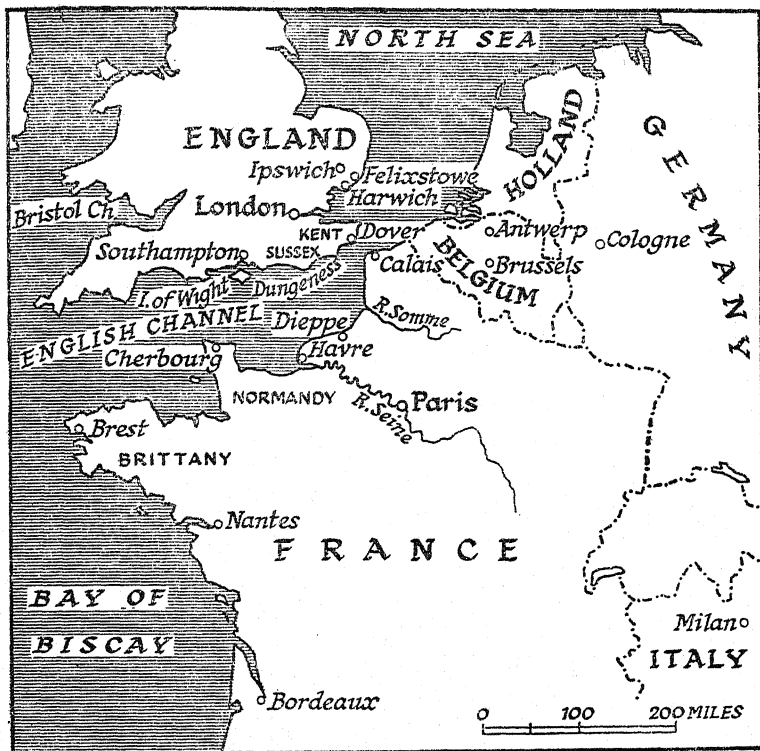 NORTH SEA
ENGLAND
HOLLAND
GERMANY
Ipswich
Felixstowe
Harwich
Bristol Ch.
London
KENT
Dover
Antwerp
Cologne
Southampton
SUSSEX
Calais
BELGIUM
Brussels
I. of Wight
Dungeness
ENGLISH CHANNEL
Dieppe
R. Somme
Cherbourg
Havre
NORMANDY
R. Seine
Paris
Brest
BRITTANY
Nantes
FRANCE
BAY OF
BISCAY
Milan
ITALY
Bordeaux
0 100 200 MILES